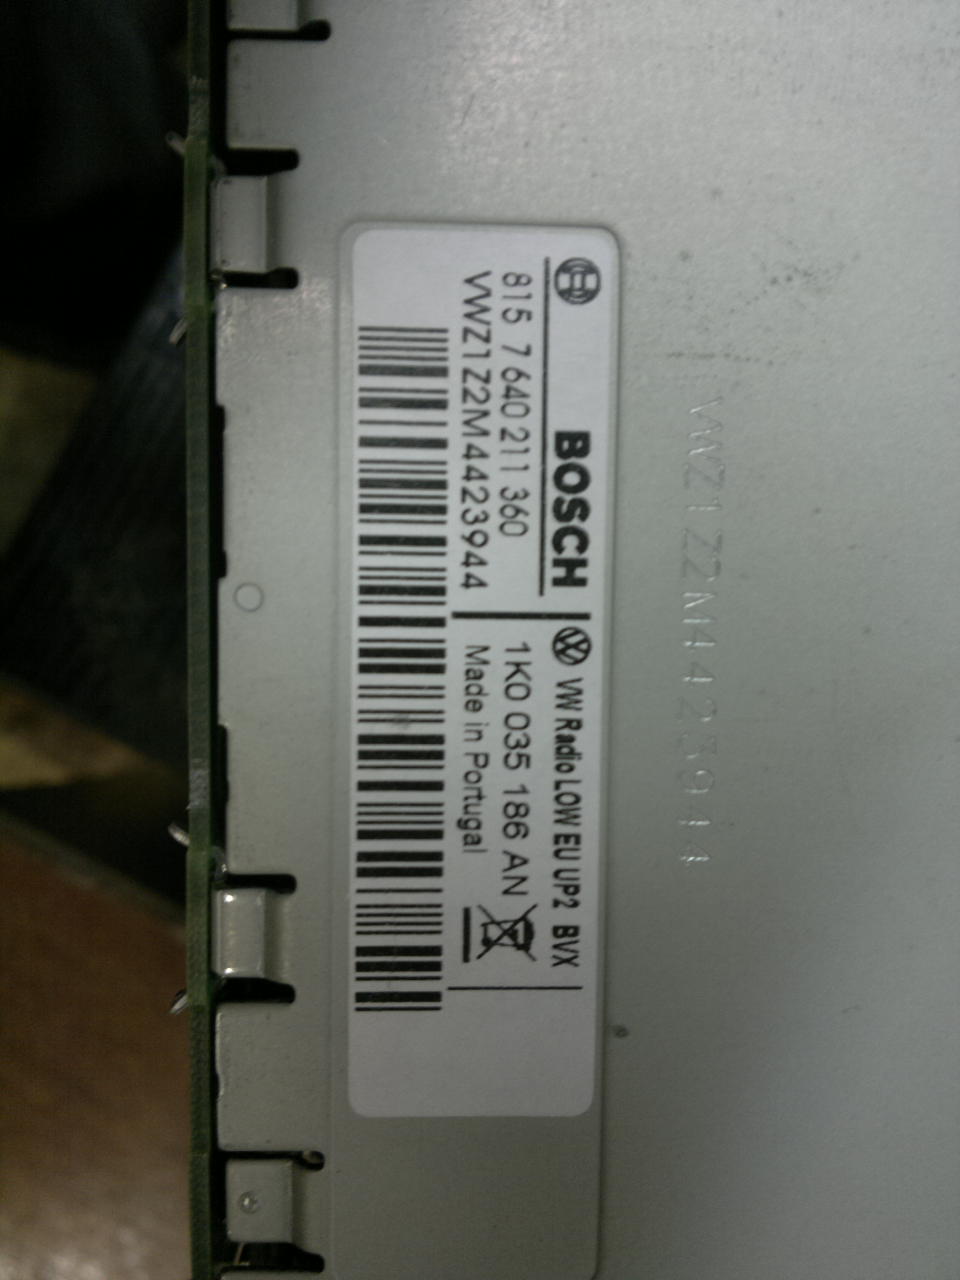 BOSCH
815 7 640 211 360
VWZ1Z2M4423944
VW Radio LOW EU UP2 BVX
1K0 035 186 AN
Made in Portugal
VWZ1Z2M4423944